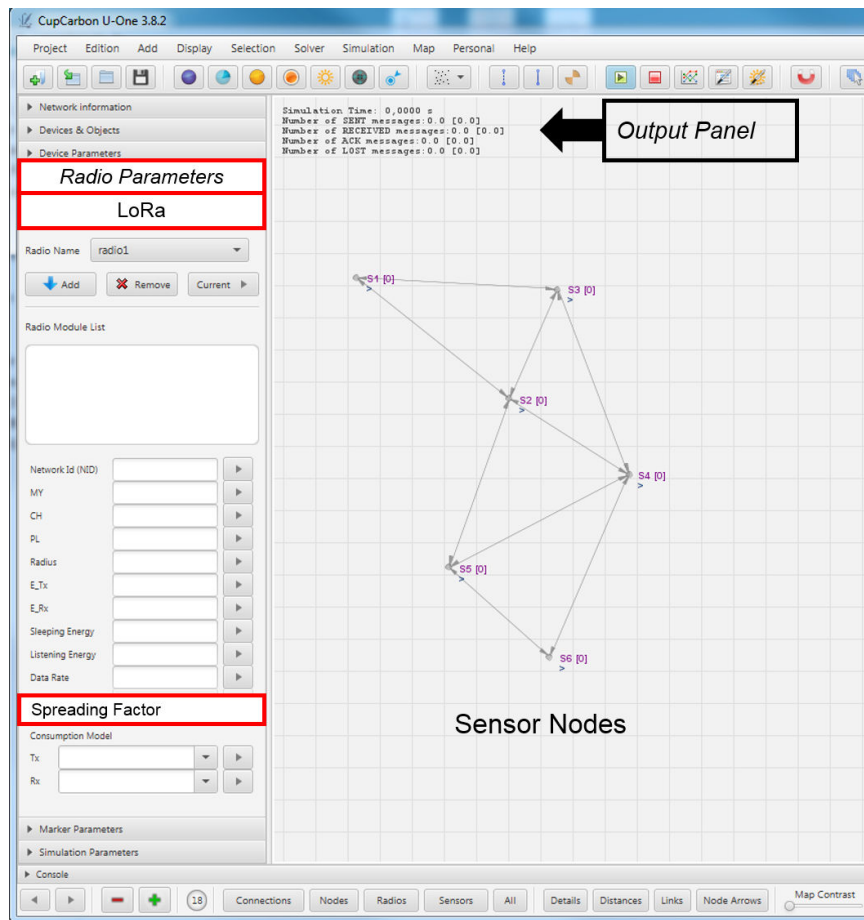 CupCarbon U-One 3.8.2
Project Edition Add Display Selection Solver Simulation Map Personal Help
Network information
Devices & Objects
Device Parameters
Radio Parameters
LoRa
Radio Name radio1
Add Remove Current
Radio Module List
Network Id (NID)
MY
CH
PL
Radius
E_Tx
E_Rx
Sleeping Energy
Listening Energy
Data Rate
Spreading Factor
Consumption Model
Tx
Rx
Marker Parameters
Simulation Parameters
Simulation Time: 0,0000 s
Number of SENT messages:0.0 [0.0]
Number of RECEIVED messages:0.0 [0.0]
Number of ACK messages:0.0 [0.0]
Number of LOST messages:0.0 [0.0]
Output Panel
S1 [0]
>
S3 [0]
>
S2 [0]
>
S4 [0]
>
S5 [0]
>
S6 [0]
>
Sensor Nodes
Console
18 Connections Nodes Radios Sensors All Details Distances Links Node Arrows Map Contrast